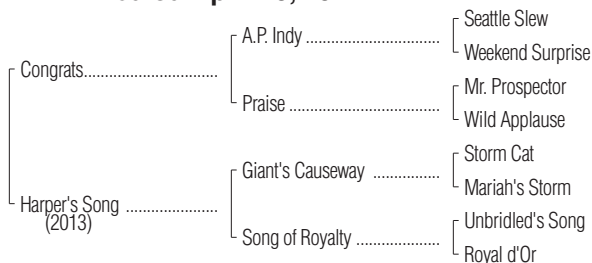 Seattle Slew
A.P. Indy
Weekend Surprise
Congrats
Mr. Prospector
Praise
Wild Applause
Storm Cat
Giant's Causeway
Mariah's Storm
Harper's Song
(2013)
Unbridled's Song
Song of Royalty
Royal d'Or